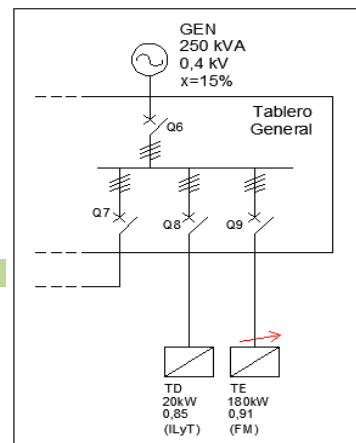 GEN
250 kVA
0,4 kV
x=15%
Tablero
General
Q6
Q7
Q8
Q9
TD
20kW
0,85
(ILyT)
TE
180kW
0,91
(FM)